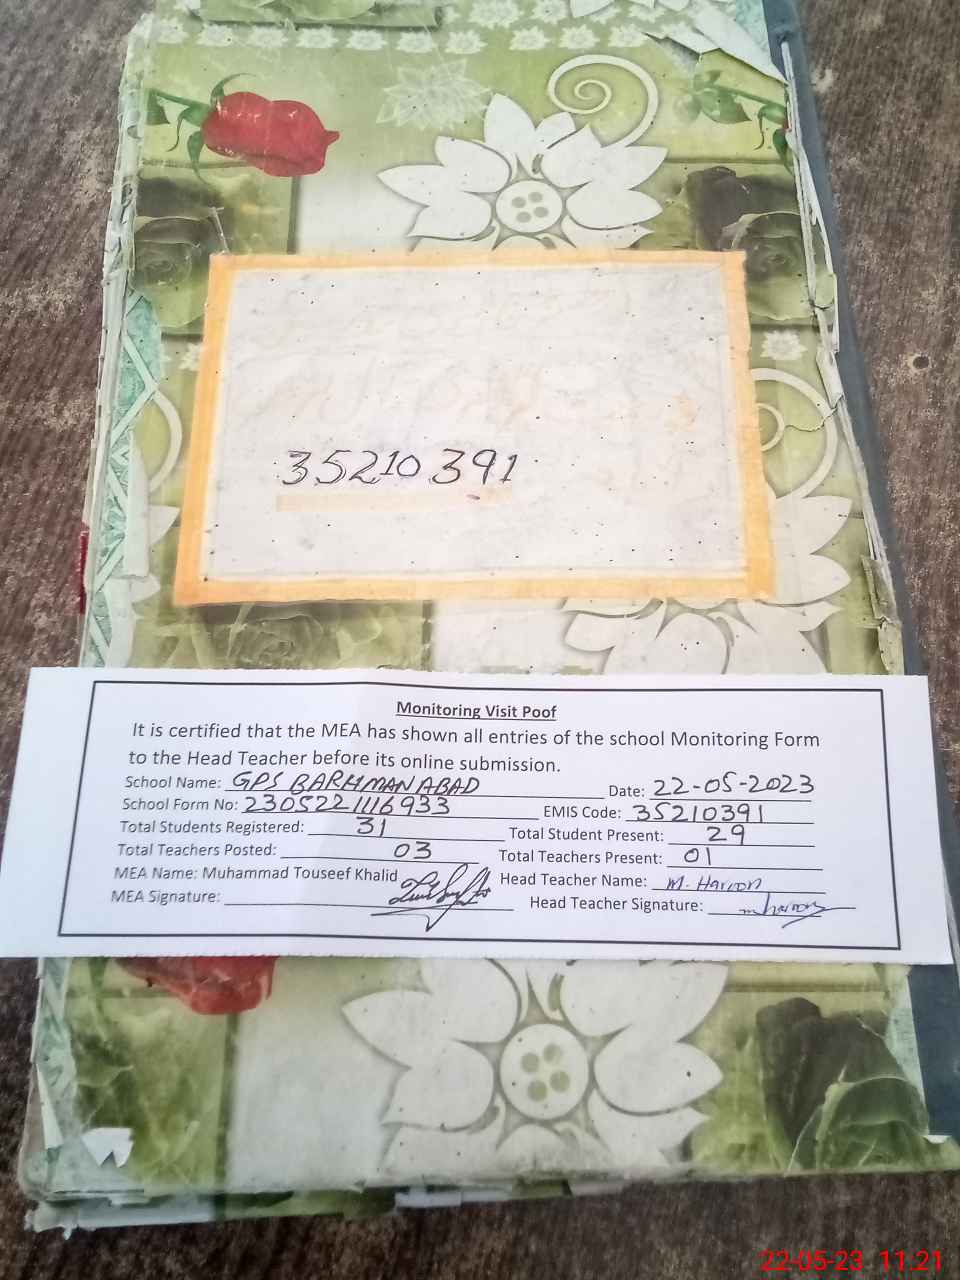 35210391
Monitoring Visit Poof
It is certified that the MEA has shown all entries of the school Monitoring Form
to the Head Teacher before its online submission.
School Name: GPS BARHMANABAD Date: 22-05-2023
School Form No: 2305221116933 EMIS Code: 35210391
Total Students Registered: 31 Total Student Present: 29
Total Teachers Posted: 03 Total Teachers Present: 01
MEA Name: Muhammad Touseef Khalid Head Teacher Name: M. Haroon
MEA Signature: Head Teacher Signature: mharoon
22-05-23 11:21